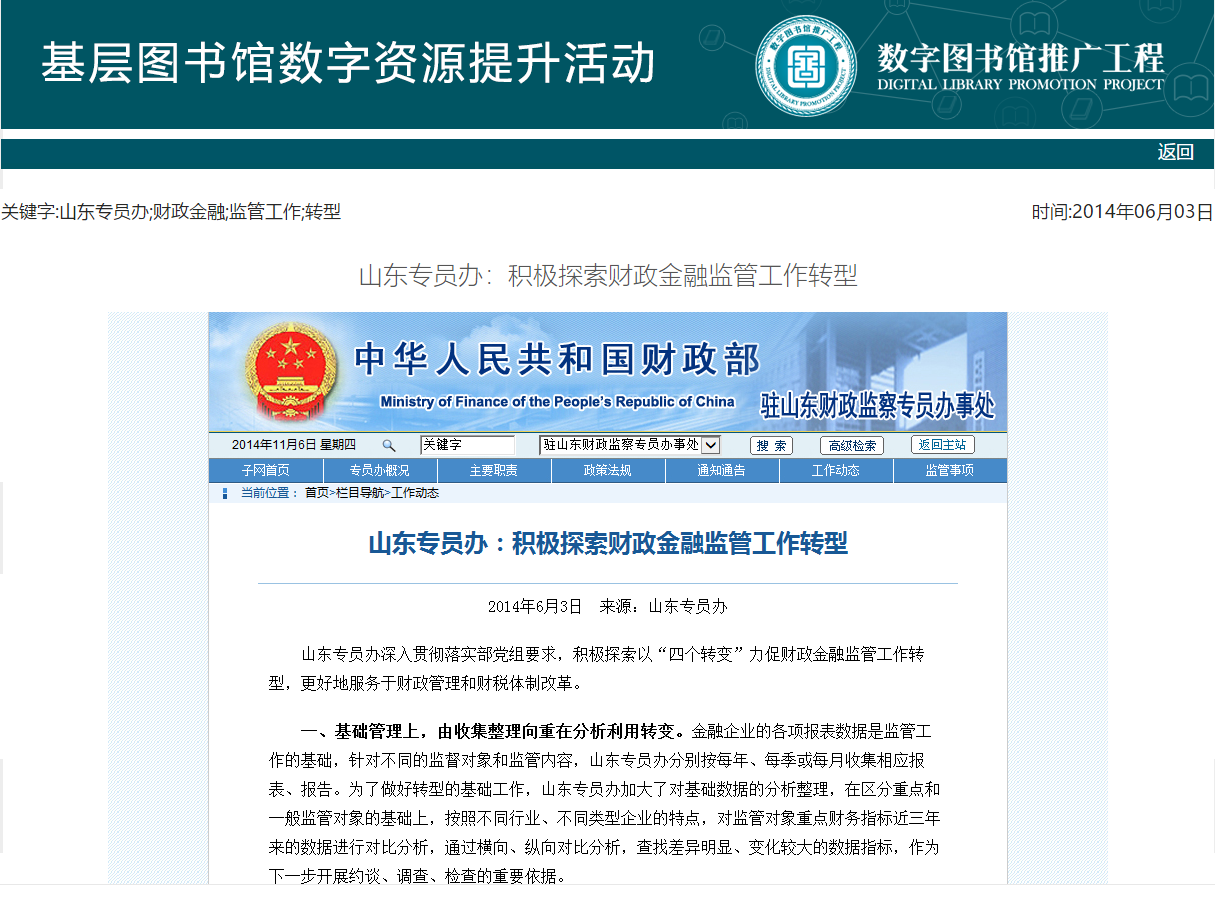 基层图书馆数字资源提升活动
数字图书馆推广工程
DIGITAL LIBRARY PROMOTION PROJECT
数字图书馆推广工程
DIGITAL LIBRARY PROMOTION PROJECT
返回
关键字:山东专员办;财政金融;监管工作;转型
时间:2014年06月03日
山东专员办：积极探索财政金融监管工作转型
中华人民共和国财政部
Ministry of Finance of the People's Republic of China
驻山东财政监察专员办事处
2014年11月6日 星期四 关键字 驻山东财政监察专员办事处 搜 索 高级检索 返回主站
子网首页 专员办概况 主要职责 政策法规 通知通告 工作动态 监管事项
当前位置： 首页>栏目导航>工作动态
山东专员办：积极探索财政金融监管工作转型
2014年6月3日 来源：山东专员办
山东专员办深入贯彻落实部党组要求，积极探索以“四个转变”力促财政金融监管工作转
型，更好地服务于财政管理和财税体制改革。
一、基础管理上，由收集整理向重在分析利用转变。金融企业的各项报表数据是监管工
作的基础，针对不同的监督对象和监管内容，山东专员办分别按每年、每季或每月收集相应报
表、报告。为了做好转型的基础工作，山东专员办加大了对基础数据的分析整理，在区分重点和
一般监管对象的基础上，按照不同行业、不同类型企业的特点，对监管对象重点财务指标近三年
来的数据进行对比分析，通过横向、纵向对比分析，查找差异明显、变化较大的数据指标，作为
下一步开展约谈、调查、检查的重要依据。